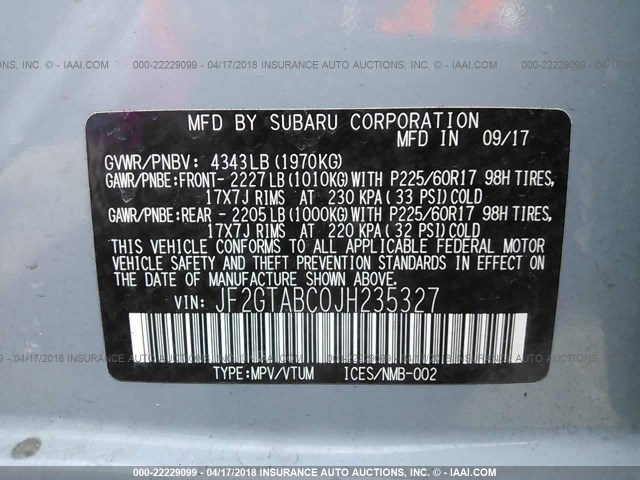 000-22229099 - 04/17/2018 INSURANCE AUTO AUCTIONS, INC. - © IAAI.COM
MFD BY SUBARU CORPORATION
MFD IN 09/17
GVWR/PNBV: 4343LB (1970KG)
GAWR/PNBE:FRONT- 2227LB (1010KG) WITH P225/60R17 98H TIRES,
17X7J RIMS AT 230 KPA (33 PSI) COLD
GAWR/PNBE:REAR - 2205LB (1000KG) WITH P225/60R17 98H TIRES,
17X7J RIMS AT 220 KPA (32 PSI) COLD
THIS VEHICLE CONFORMS TO ALL APPLICABLE FEDERAL MOTOR
VEHICLE SAFETY AND THEFT PREVENTION STANDARDS IN EFFECT ON
THE DATE OF MANUFACTURE SHOWN ABOVE.
VIN: JF2GTABC0JH235327
TYPE:MPV/VTUM ICES/NMB-002
000-22229099 - 04/17/2018 INSURANCE AUTO AUCTIONS, INC. - © IAAI.COM